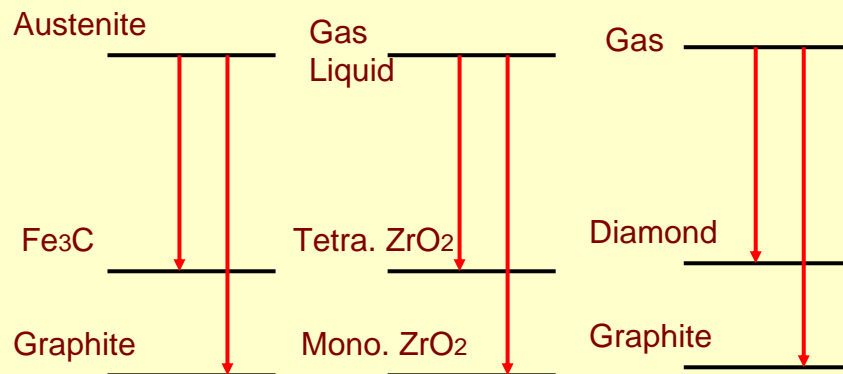 Austenite
Gas
Liquid
Gas
Fe3C
Tetra. ZrO2
Diamond
Graphite
Mono. ZrO2
Graphite